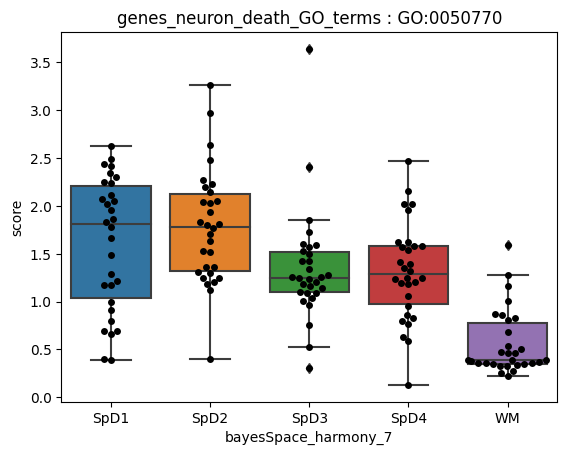 genes_neuron_death_GO_terms : GO:0050770
score
3.5
3.0
2.5
2.0
1.5
1.0
0.5
0.0
SpD1 SpD2 SpD3 SpD4 WM
bayesSpace_harmony_7